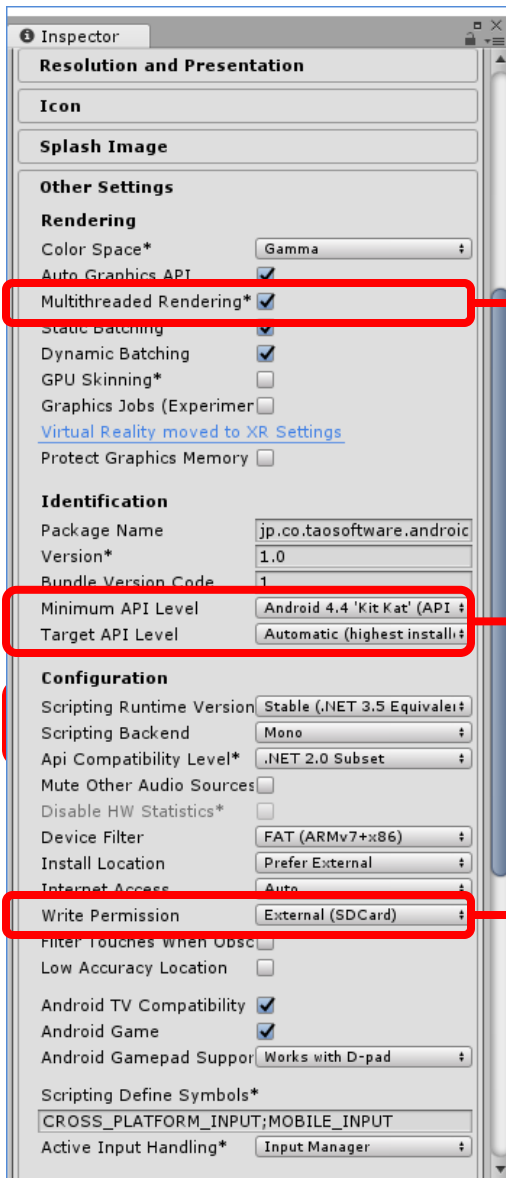 Inspector
Resolution and Presentation
Icon
Splash Image
Other Settings
Rendering
Color Space* Gamma
Auto Graphics API
Multithreaded Rendering*
Static Batching
Dynamic Batching
GPU Skinning*
Graphics Jobs (Experimer
Virtual Reality moved to XR Settings
Protect Graphics Memory
Identification
Package Name jp.co.taosoftware.androic
Version* 1.0
Bundle Version Code 1
Minimum API Level Android 4.4 'Kit Kat' (API
Target API Level Automatic (highest install
Configuration
Scripting Runtime Version Stable (.NET 3.5 Equivaler
Scripting Backend Mono
Api Compatibility Level* .NET 2.0 Subset
Mute Other Audio Sources
Disable HW Statistics*
Device Filter FAT (ARMv7+x86)
Install Location Prefer External
Internet Access Auto
Write Permission External (SDCard)
Filter Touches When Obsc
Low Accuracy Location
Android TV Compatibility
Android Game
Android Gamepad Suppor Works with D-pad
Scripting Define Symbols*
CROSS_PLATFORM_INPUT;MOBILE_INPUT
Active Input Handling* Input Manager